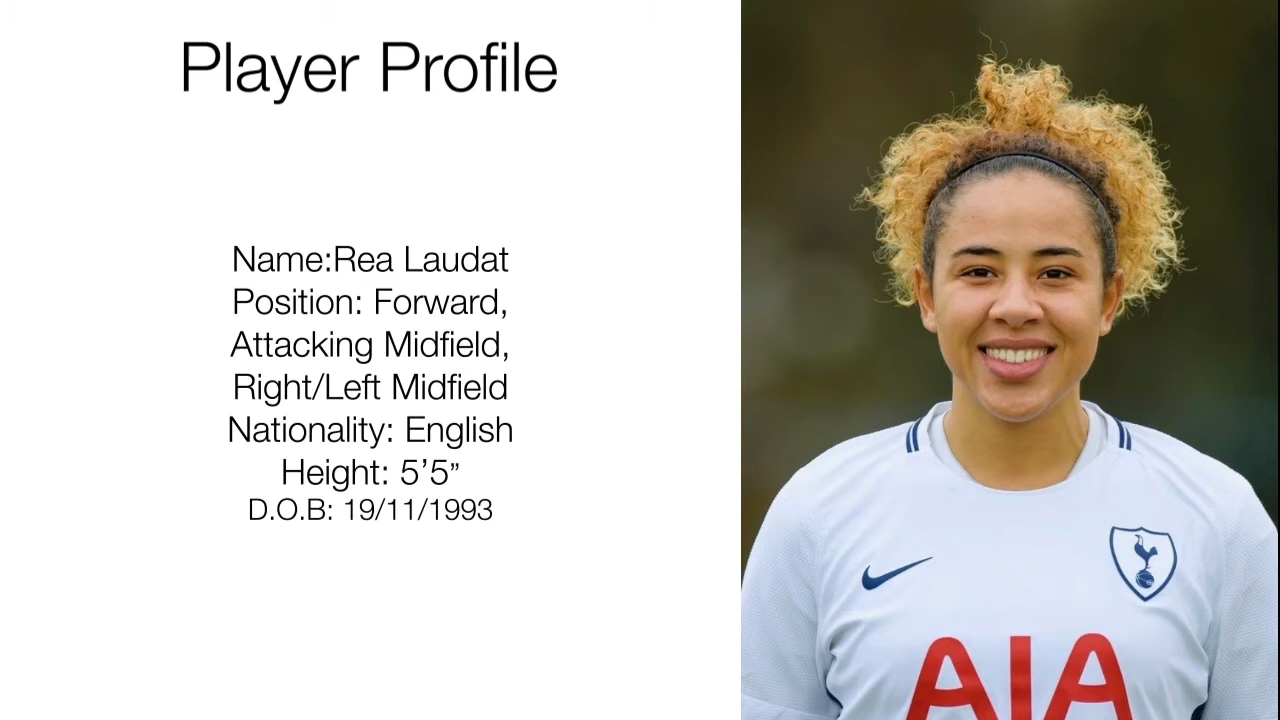 Player Profile
Name:Rea Laudat
Position: Forward,
Attacking Midfield,
Right/Left Midfield
Nationality: English
Height: 5’5”
D.O.B: 19/11/1993
AIA